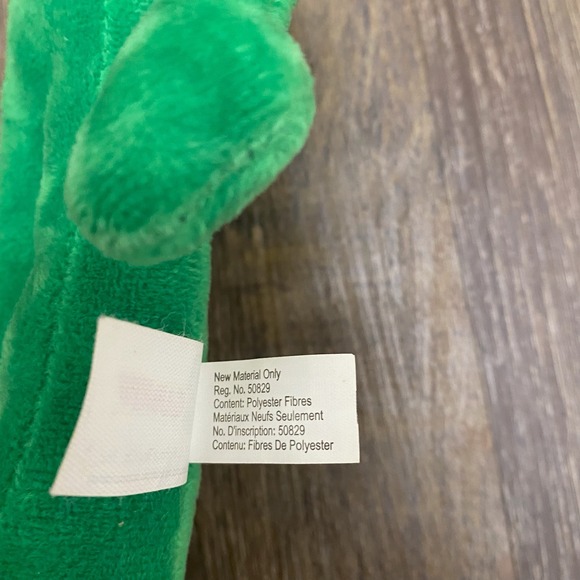 New Material Only
Reg. No. 50829
Content: Polyester Fibres
Matériaux Neufs Seulement
No. D'inscription: 50829
Contenu: Fibres De Polyester